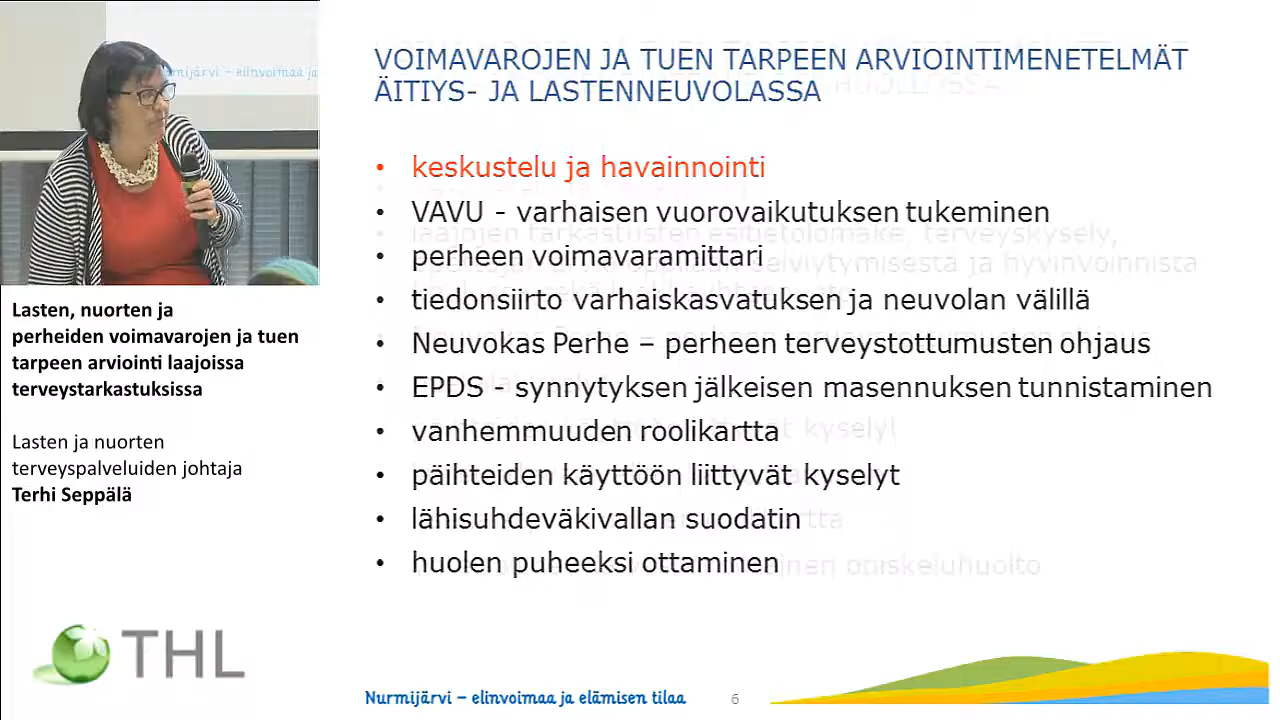 Nurmijärvi – elinvoimaa ja
Lasten, nuorten ja
perheiden voimavarojen ja tuen
tarpeen arviointi laajoissa
terveystarkastuksissa
Lasten ja nuorten
terveyspalveluiden johtaja
Terhi Seppälä
THL
VOIMAVAROJEN JA TUEN TARPEEN ARVIOINTIMENETELMÄT
ÄITIYS- JA LASTENNEUVOLASSA
• keskustelu ja havainnointi
• VAVU - varhaisen vuorovaikutuksen tukeminen
• perheen voimavaramittari
• tiedonsiirto varhaiskasvatuksen ja neuvolan välillä
• Neuvokas Perhe – perheen terveystottumusten ohjaus
• EPDS - synnytyksen jälkeisen masennuksen tunnistaminen
• vanhemmuuden roolikartta
• päihteiden käyttöön liittyvät kyselyt
• lähisuhdeväkivallan suodatin
• huolen puheeksi ottaminen
Nurmijärvi – elinvoimaa ja elämisen tilaa
6